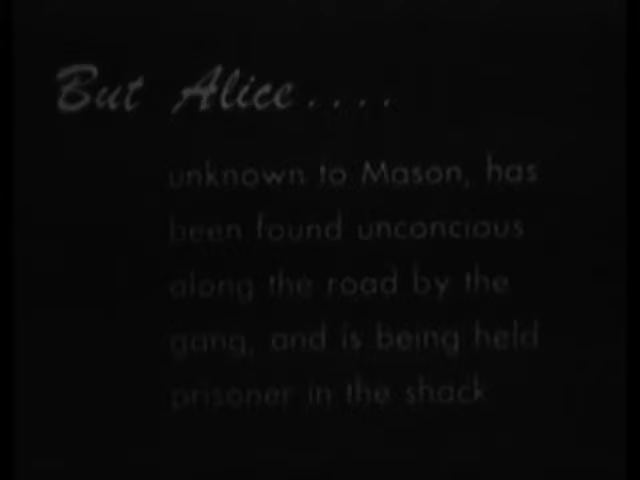 But Alice....
unknown to Mason, has
been found unconcious
along the road by the
gang, and is being held
prisoner in the shack